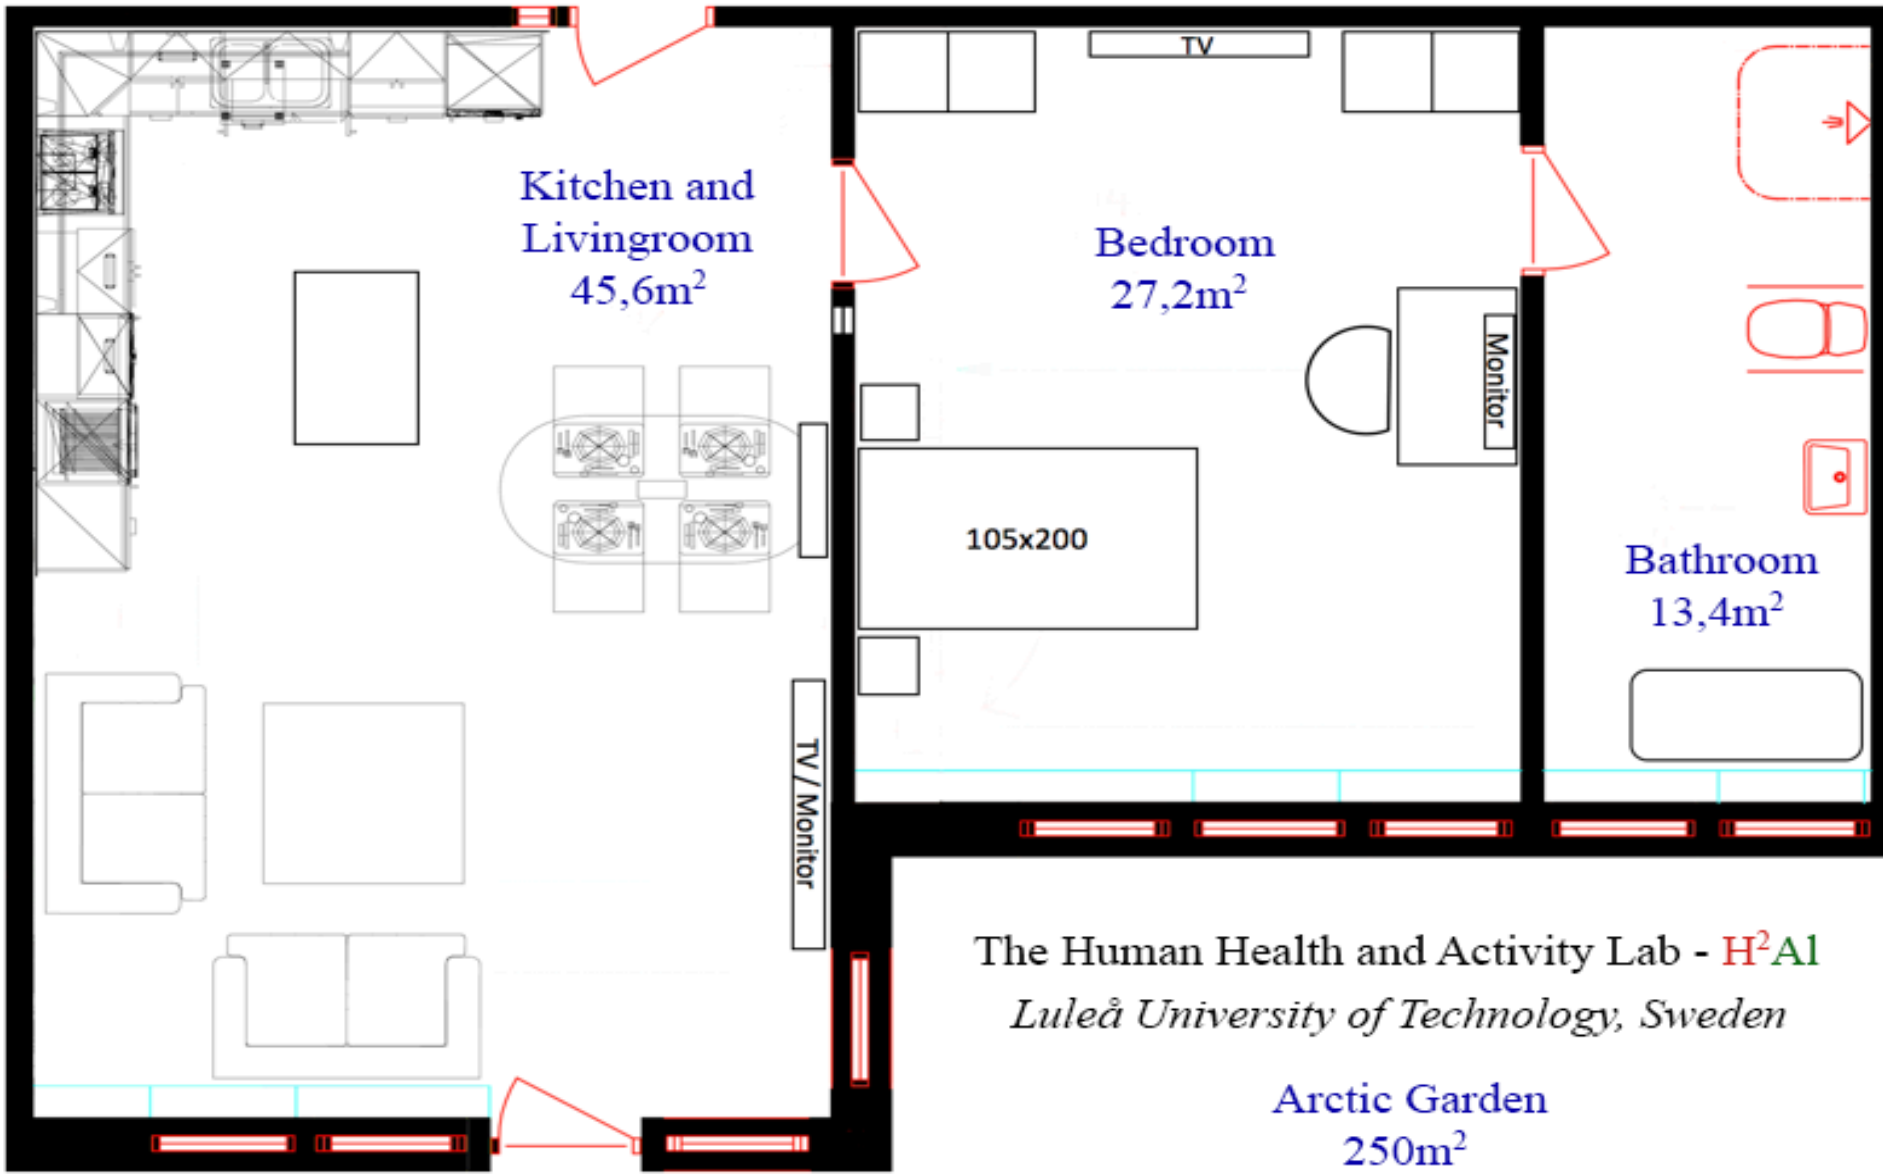 TV
Kitchen and
Livingroom
45,6m²
Bedroom
27,2m²
Monitor
105x200
Bathroom
13,4m²
TV / Monitor
The Human Health and Activity Lab - H²Al
Luleå University of Technology, Sweden
Arctic Garden
250m²